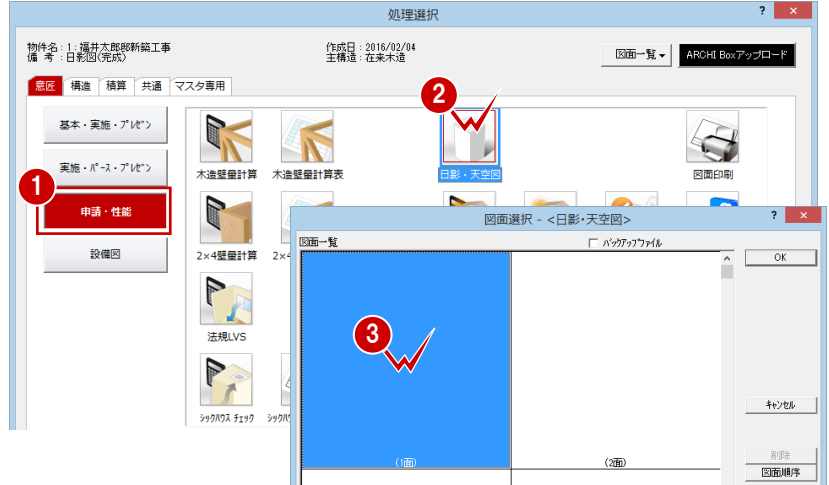 処理選択
? ×
物件名:1:福井太郎邸新築工事
作成日:2016/02/04
備 考:日影図(完成)
主構造:在来木造
図面一覧▼
ARCHI Boxアップロード
意匠 構造 積算 共通 マスタ専用
2
基本・実施・プレゼン
実施・パース・プレゼン
1
申請・性能
設備図
木造壁量計算
木造壁量計算表
日影・天空図
図面印刷
2×4壁量計算
2×4
法規LVS
シックハウス チェック
図面選択 - <日影・天空図>
? ×
図面一覧
バックアップファイル
OK
3
キャンセル
(1面)
(2面)
削除
図面順序